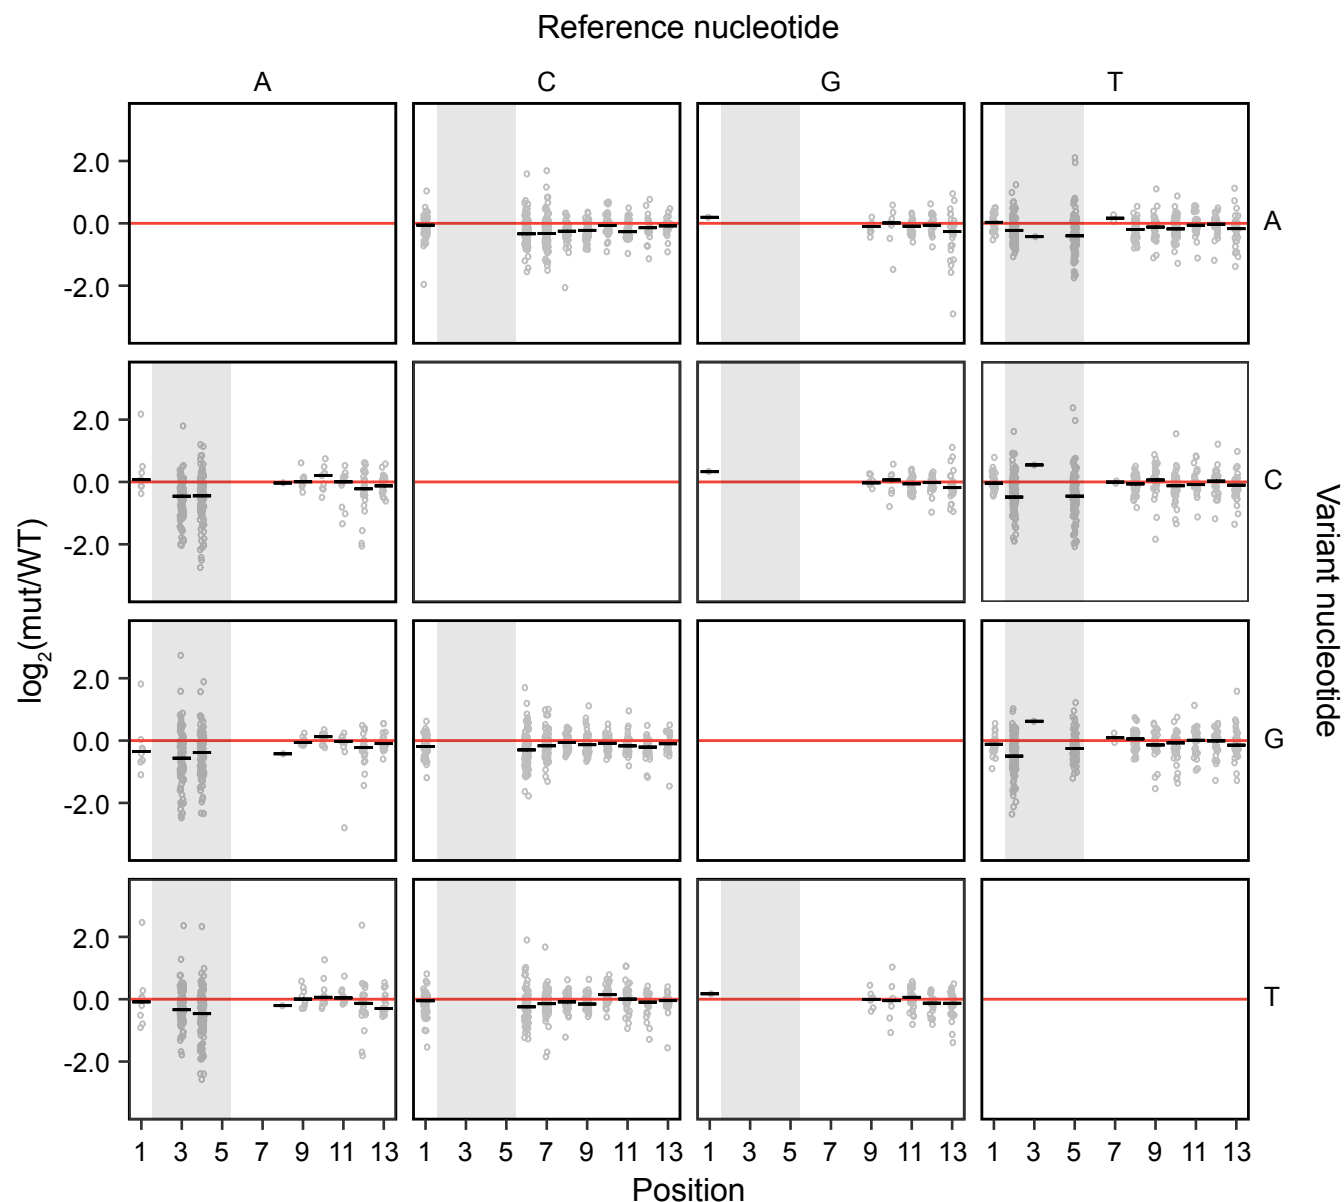 Reference nucleotide
A C G T
2.0
0.0
-2.0
A
2.0
0.0
-2.0
C
2.0
0.0
-2.0
G
2.0
0.0
-2.0
T
log2(mut/WT)
Variant nucleotide
1 3 5 7 9 11 13 1 3 5 7 9 11 13 1 3 5 7 9 11 13 1 3 5 7 9 11 13
Position